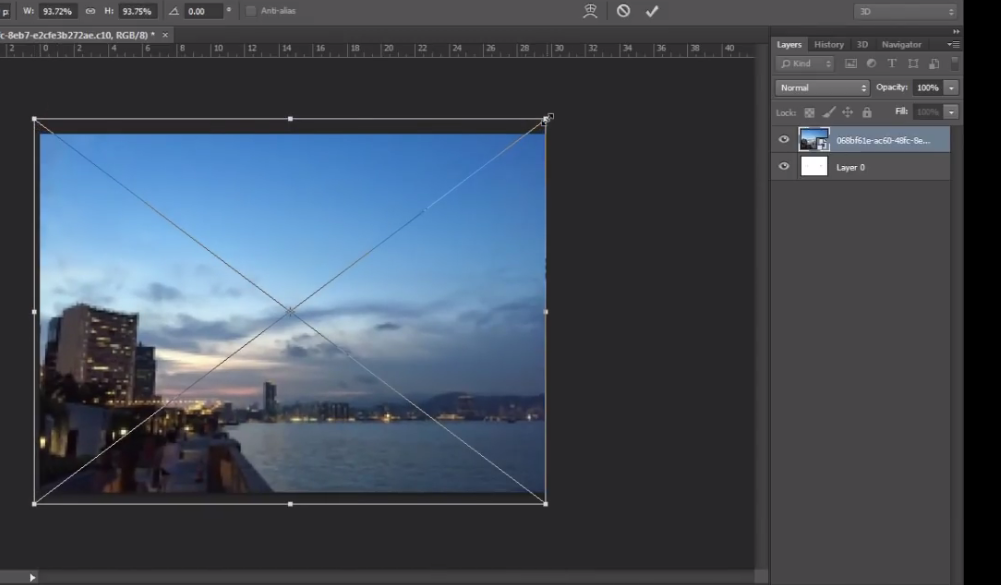 W: 93.72% H: 93.75% 0.00 ° Anti-alias 3D
c-8eb7-e2cfe3b272ae.c10, RGB/8) * ×
2 0 2 4 6 8 10 12 14 16 18 20 22 24 26 28 30 32 34 36 38 40
Layers History 3D Navigator
Kind
Normal Opacity: 100%
Lock: Fill: 100%
068bf61e-ac60-48fc-8e...
Layer 0